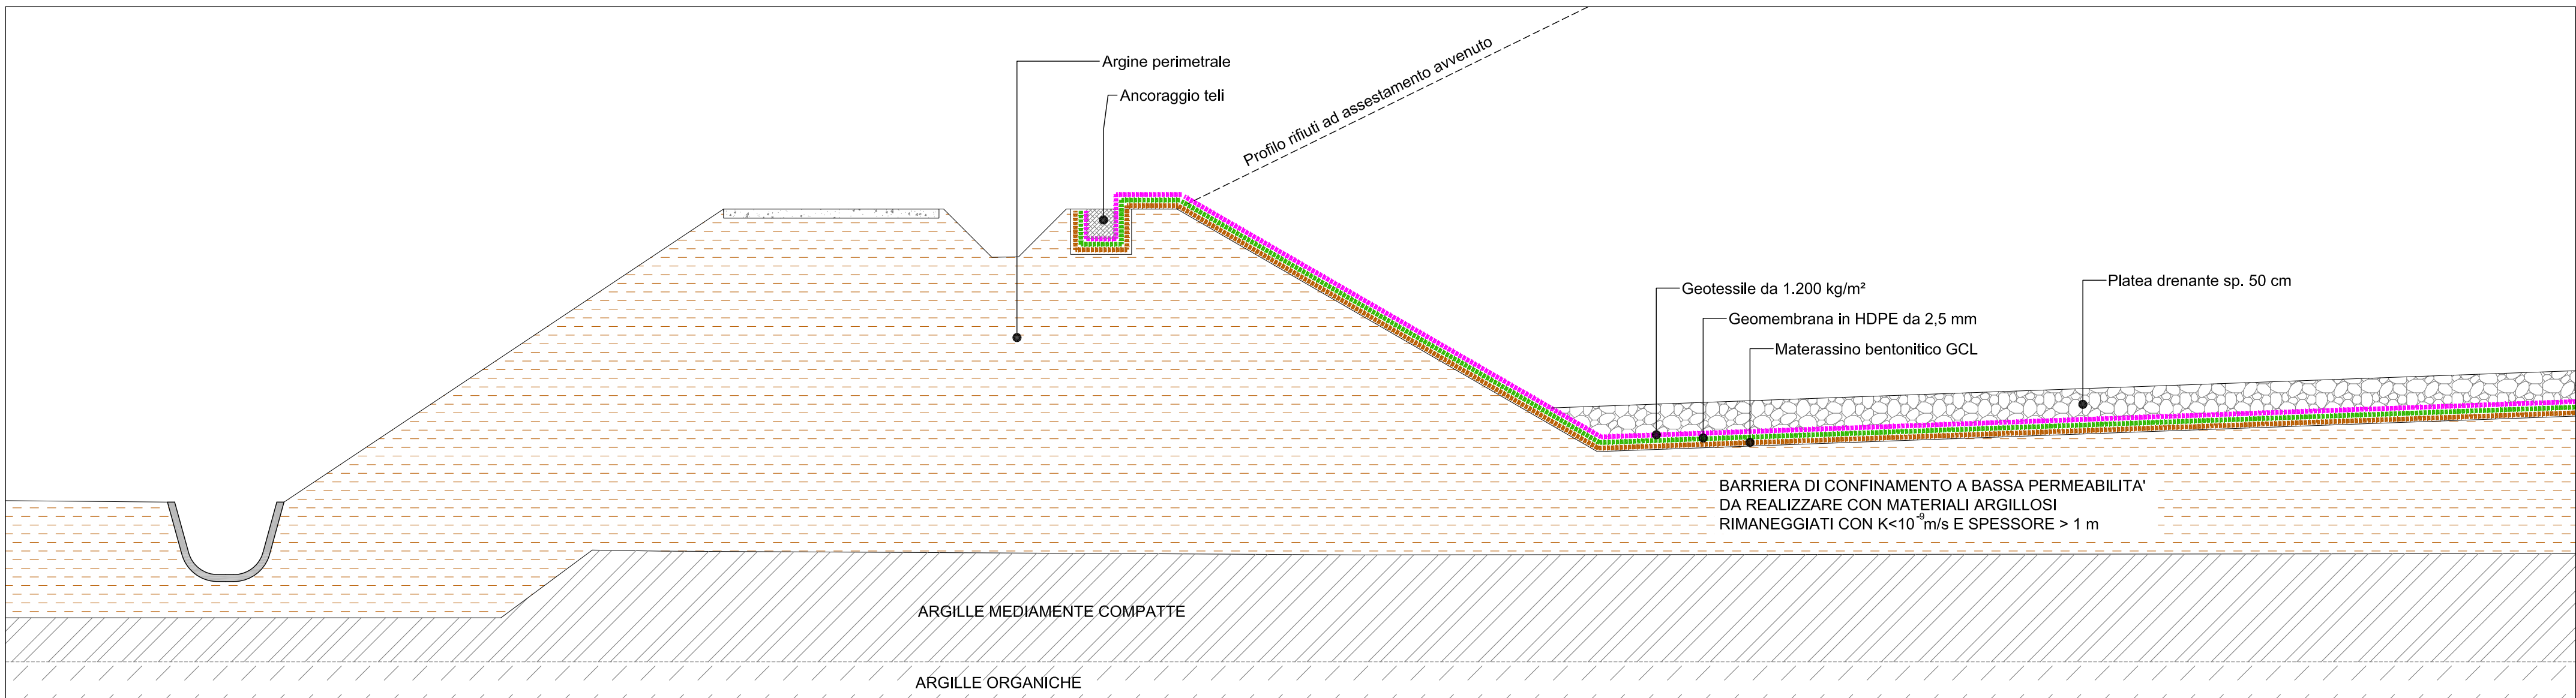 Argine perimetrale
Ancoraggio teli
Profilo rifiuti ad assestamento avvenuto
Geotessile da 1.200 kg/m²
Geomembrana in HDPE da 2,5 mm
Materassino bentonitico GCL
Platea drenante sp. 50 cm
BARRIERA DI CONFINAMENTO A BASSA PERMEABILITA'
DA REALIZZARE CON MATERIALI ARGILLOSI
RIMANEGGIATI CON K<10⁻⁹m/s E SPESSORE > 1 m
ARGILLE MEDIAMENTE COMPATTE
ARGILLE ORGANICHE